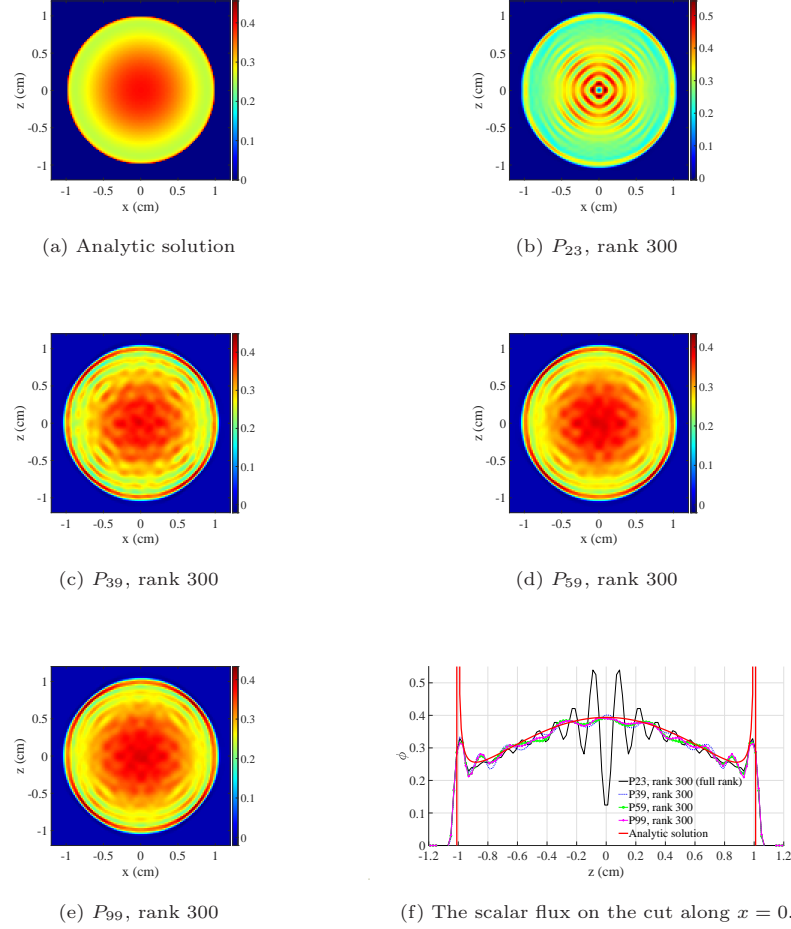 1
0.5
0
-0.5
-1
z (cm)
-1 -0.5 0 0.5 1
x (cm)
0.4
0.3
0.2
0.1
0
(a) Analytic solution
1
0.5
0
-0.5
-1
z (cm)
-1 -0.5 0 0.5 1
x (cm)
0.5
0.4
0.3
0.2
0.1
0
(b) P23, rank 300
1
0.5
0
-0.5
-1
z (cm)
-1 -0.5 0 0.5 1
x (cm)
0.4
0.3
0.2
0.1
0
(c) P39, rank 300
1
0.5
0
-0.5
-1
z (cm)
-1 -0.5 0 0.5 1
x (cm)
0.4
0.3
0.2
0.1
0
(d) P59, rank 300
1
0.5
0
-0.5
-1
z (cm)
-1 -0.5 0 0.5 1
x (cm)
0.4
0.3
0.2
0.1
0
(e) P99, rank 300
0.5
0.4
0.3
0.2
0.1
0
ϕ
P23, rank 300 (full rank)
P39, rank 300
P59, rank 300
P99, rank 300
Analytic solution
-1.2 -1 -0.8 -0.6 -0.4 -0.2 0 0.2 0.4 0.6 0.8 1 1.2
z (cm)
(f) The scalar flux on the cut along x = 0.